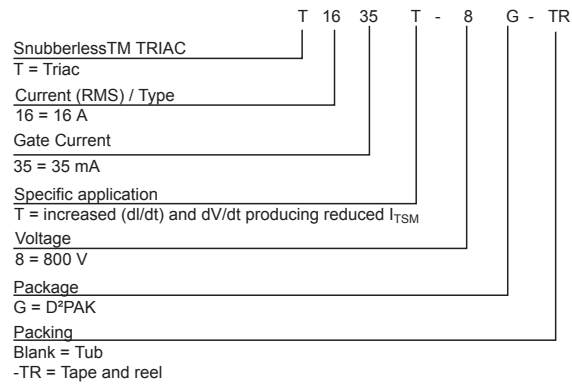 T 16 35 T - 8 G - TR
SnubberlessTM TRIAC
T = Triac
Current (RMS) / Type
16 = 16 A
Gate Current
35 = 35 mA
Specific application
T = increased (dI/dt) and dV/dt producing reduced ITSM
Voltage
8 = 800 V
Package
G = D²PAK
Packing
Blank = Tub
-TR = Tape and reel